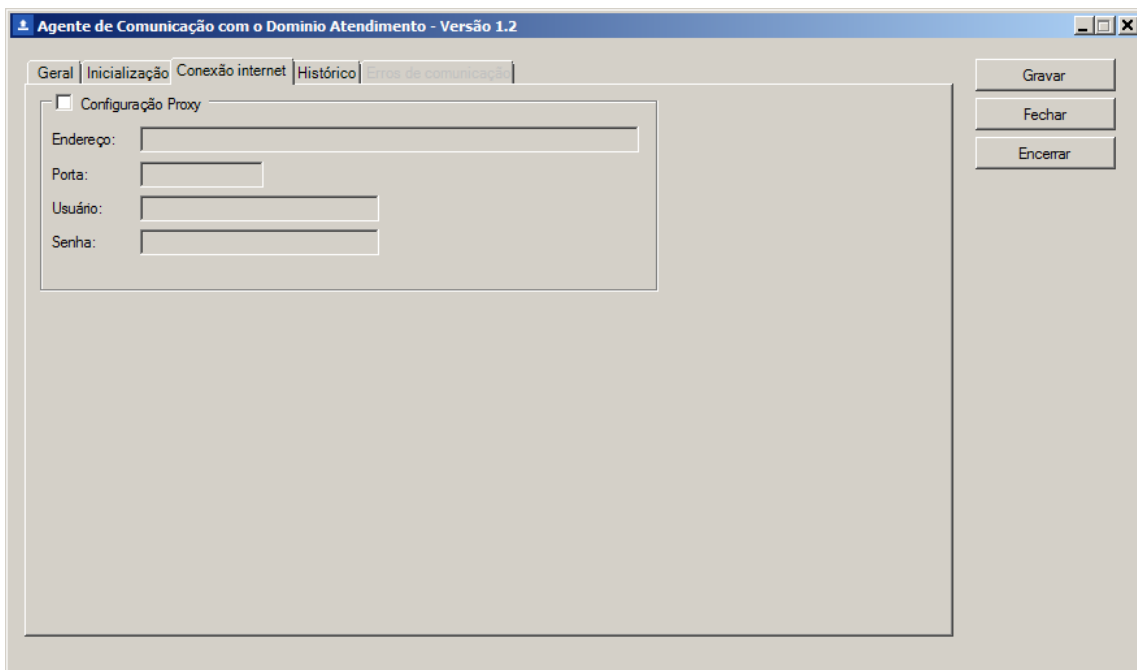 Agente de Comunicação com o Dominio Atendimento - Versão 1.2
Geral Inicialização Conexão internet Histórico Erros de comunicação
Gravar
Configuração Proxy
Fechar
Endereço:
Encerrar
Porta:
Usuário:
Senha: